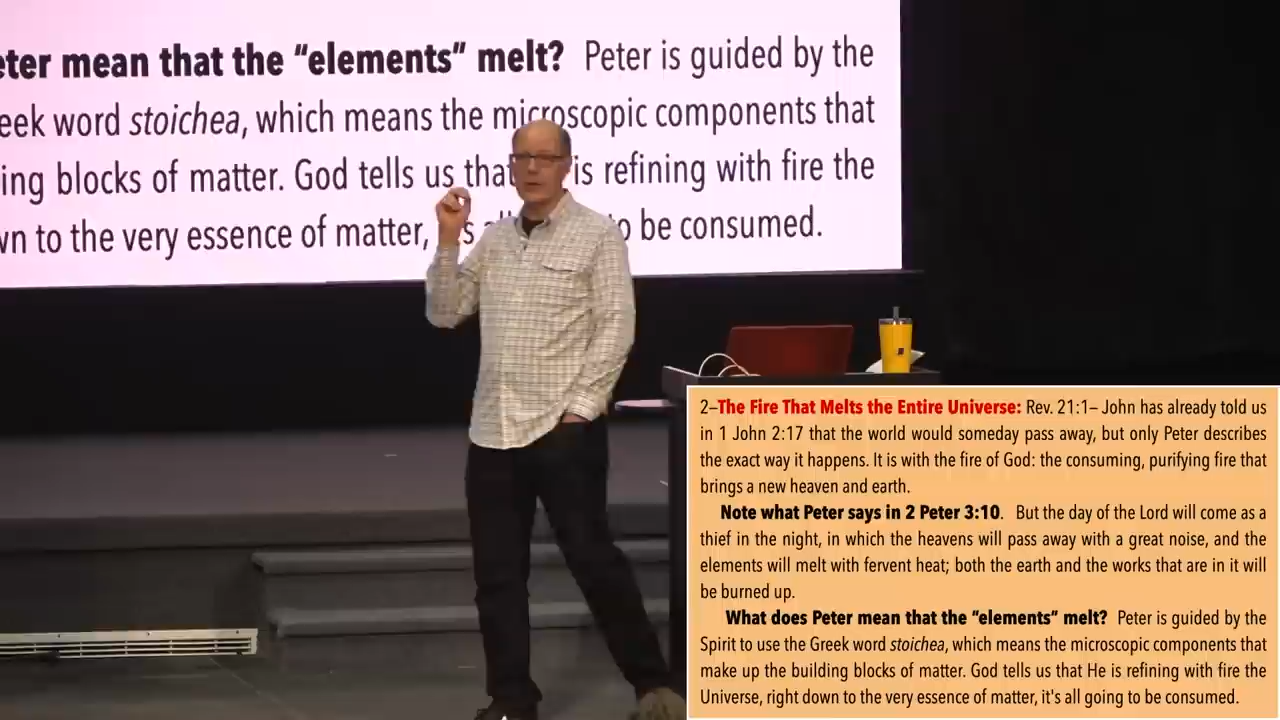 eter mean that the “elements” melt? Peter is guided by the
eek word stoichea, which means the microscopic components that
ing blocks of matter. God tells us that is refining with fire the
wn to the very essence of matter, to be consumed.
2–The Fire That Melts the Entire Universe: Rev. 21:1– John has already told us
in 1 John 2:17 that the world would someday pass away, but only Peter describes
the exact way it happens. It is with the fire of God: the consuming, purifying fire that
brings a new heaven and earth.
Note what Peter says in 2 Peter 3:10. But the day of the Lord will come as a
thief in the night, in which the heavens will pass away with a great noise, and the
elements will melt with fervent heat; both the earth and the works that are in it will
be burned up.
What does Peter mean that the “elements” melt? Peter is guided by the
Spirit to use the Greek word stoichea, which means the microscopic components that
make up the building blocks of matter. God tells us that He is refining with fire the
Universe, right down to the very essence of matter, it's all going to be consumed.